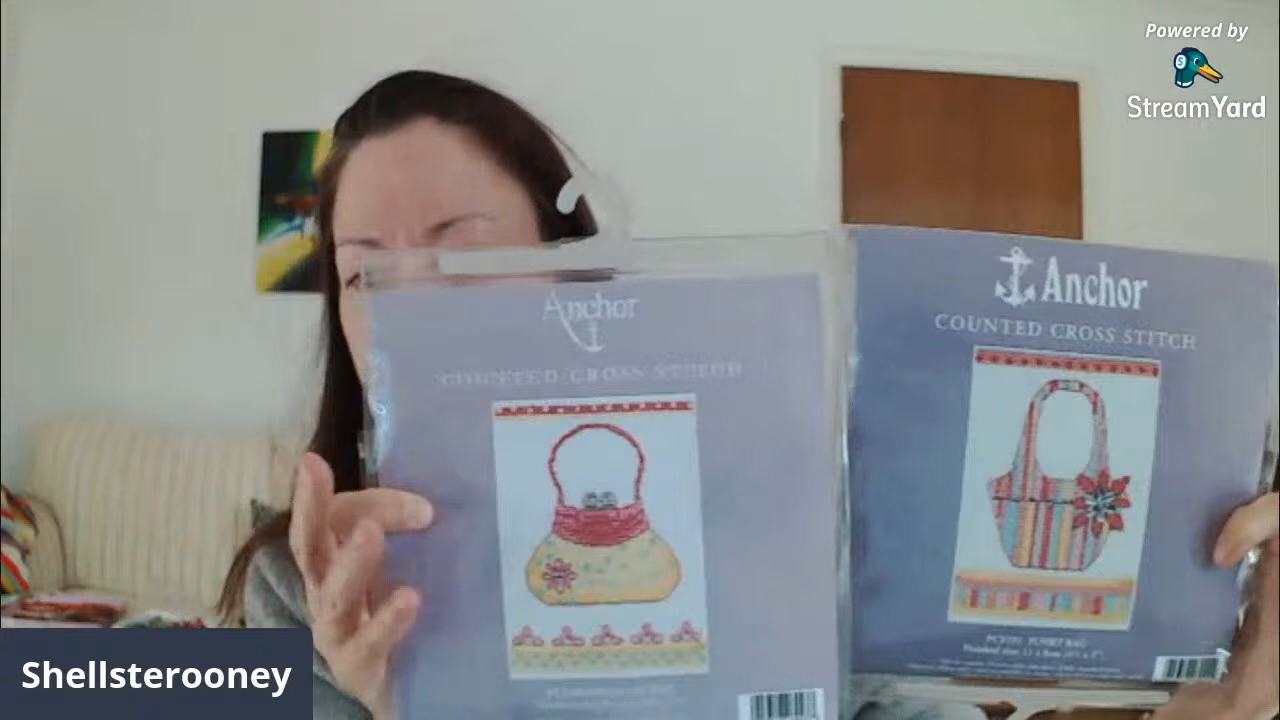 Powered by
StreamYard
Anchor
COUNTED CROSS STITCH
Anchor
COUNTED CROSS STITCH
Shellsterooney